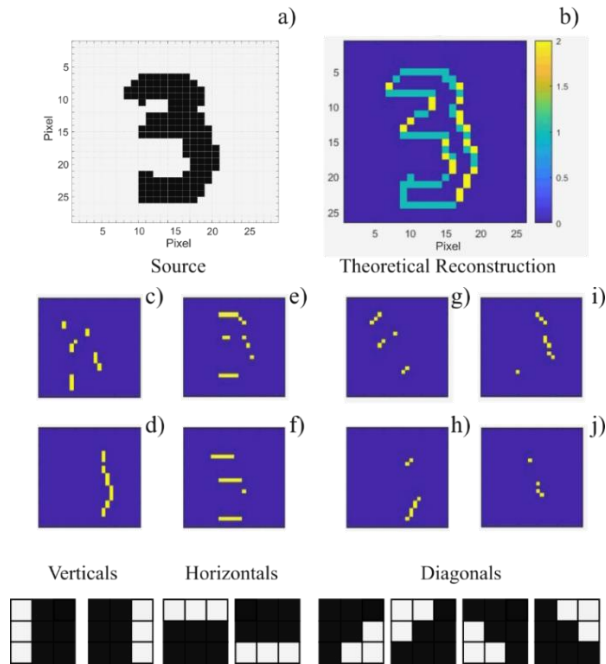 a)
b)
Pixel
5
10
15
20
25
5 10 15 20 25
Pixel
Source
Pixel
5
10
15
20
25
5 10 15 20 25
Pixel
Theoretical Reconstruction
2
1.5
1
0.5
0
c) e) g) i)
d) f) h) j)
Verticals Horizontals Diagonals